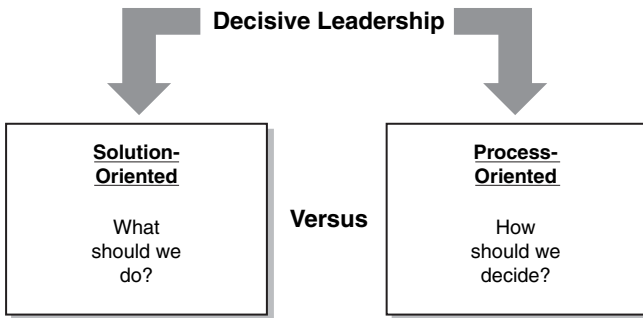 Decisive Leadership
Solution-
Oriented
What
should we
do?
Versus
Process-
Oriented
How
should we
decide?